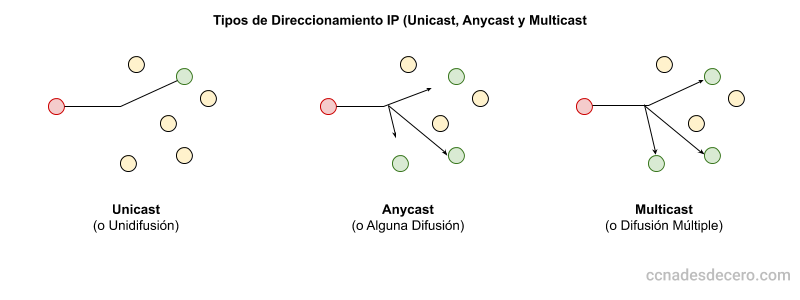 Tipos de Direccionamiento IP (Unicast, Anycast y Multicast
Unicast
(o Unidifusión)
Anycast
(o Alguna Difusión)
Multicast
(o Difusión Múltiple)
ccnadesdecero.com